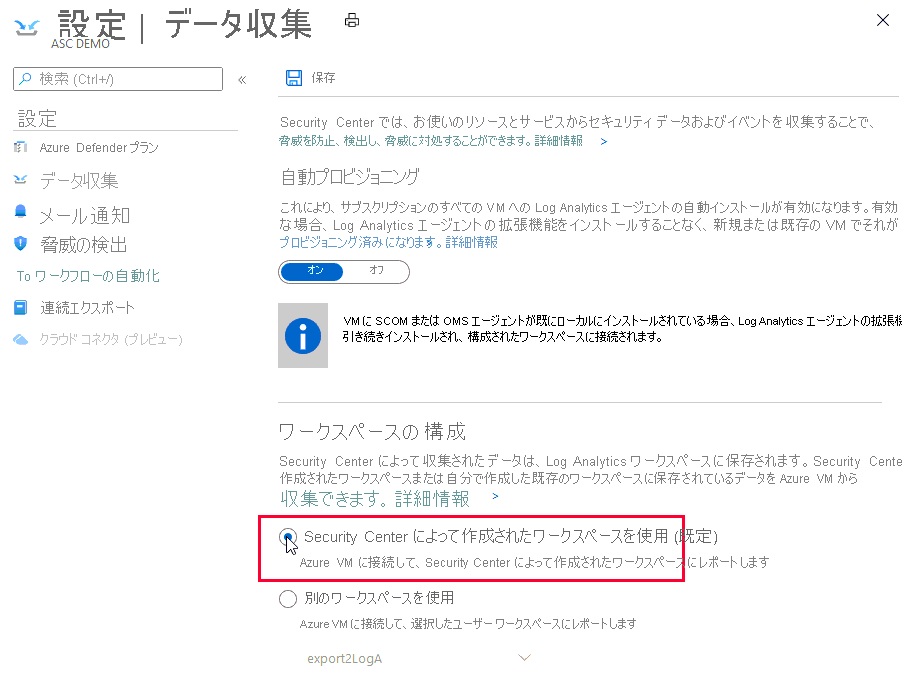 設定 | データ収集
ASC DEMO
検索 (Ctrl+/)
«
保存
設定
Azure Defender プラン
データ収集
メール通知
脅威の検出
To ワークフローの自動化
連続エクスポート
クラウド コネクタ (プレビュー)
Security Center では、お使いのリソースとサービスからセキュリティ データおよびイベントを収集することで、
脅威を防止、検出し、脅威に対処することができます。詳細情報 >
自動プロビジョニング
これにより、サブスクリプションのすべての VM への Log Analytics エージェントの自動インストールが有効になります。有効
な場合、Log Analytics エージェントの拡張機能をインストールすることなく、新規または既存の VM でそれが
プロビジョニング済みになります。詳細情報
オン オフ
VM に SCOM または OMS エージェントが既にローカルにインストールされている場合、Log Analytics エージェントの拡張機
引き続きインストールされ、構成されたワークスペースに接続されます。
ワークスペースの構成
Security Center によって収集されたデータは、Log Analytics ワークスペースに保存されます。Security Cente
作成されたワークスペースまたは自分で作成した既存のワークスペースに保存されているデータを Azure VM から
収集できます。詳細情報 >
Security Center によって作成されたワークスペースを使用 (既定)
Azure VM に接続して、Security Center によって作成されたワークスペースにレポートします
別のワークスペースを使用
Azure VM に接続して、選択したユーザー ワークスペースにレポートします
export2LogA